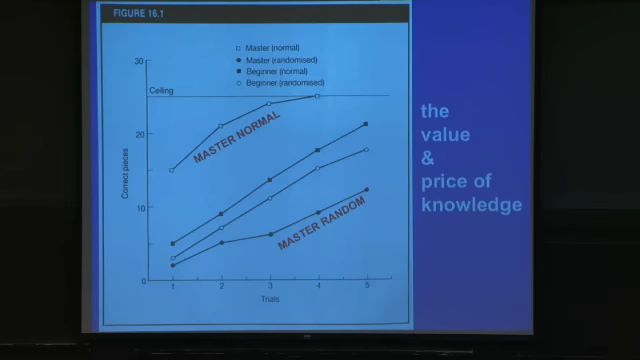 FIGURE 16.1
Master (normal)
Master (randomised)
Beginner (normal)
Beginner (randomised)
30
Ceiling
20
10
0
Correct pieces
MASTER NORMAL
MASTER RANDOM
1 2 3 4 5
Trials
the
value
&
price of
knowledge